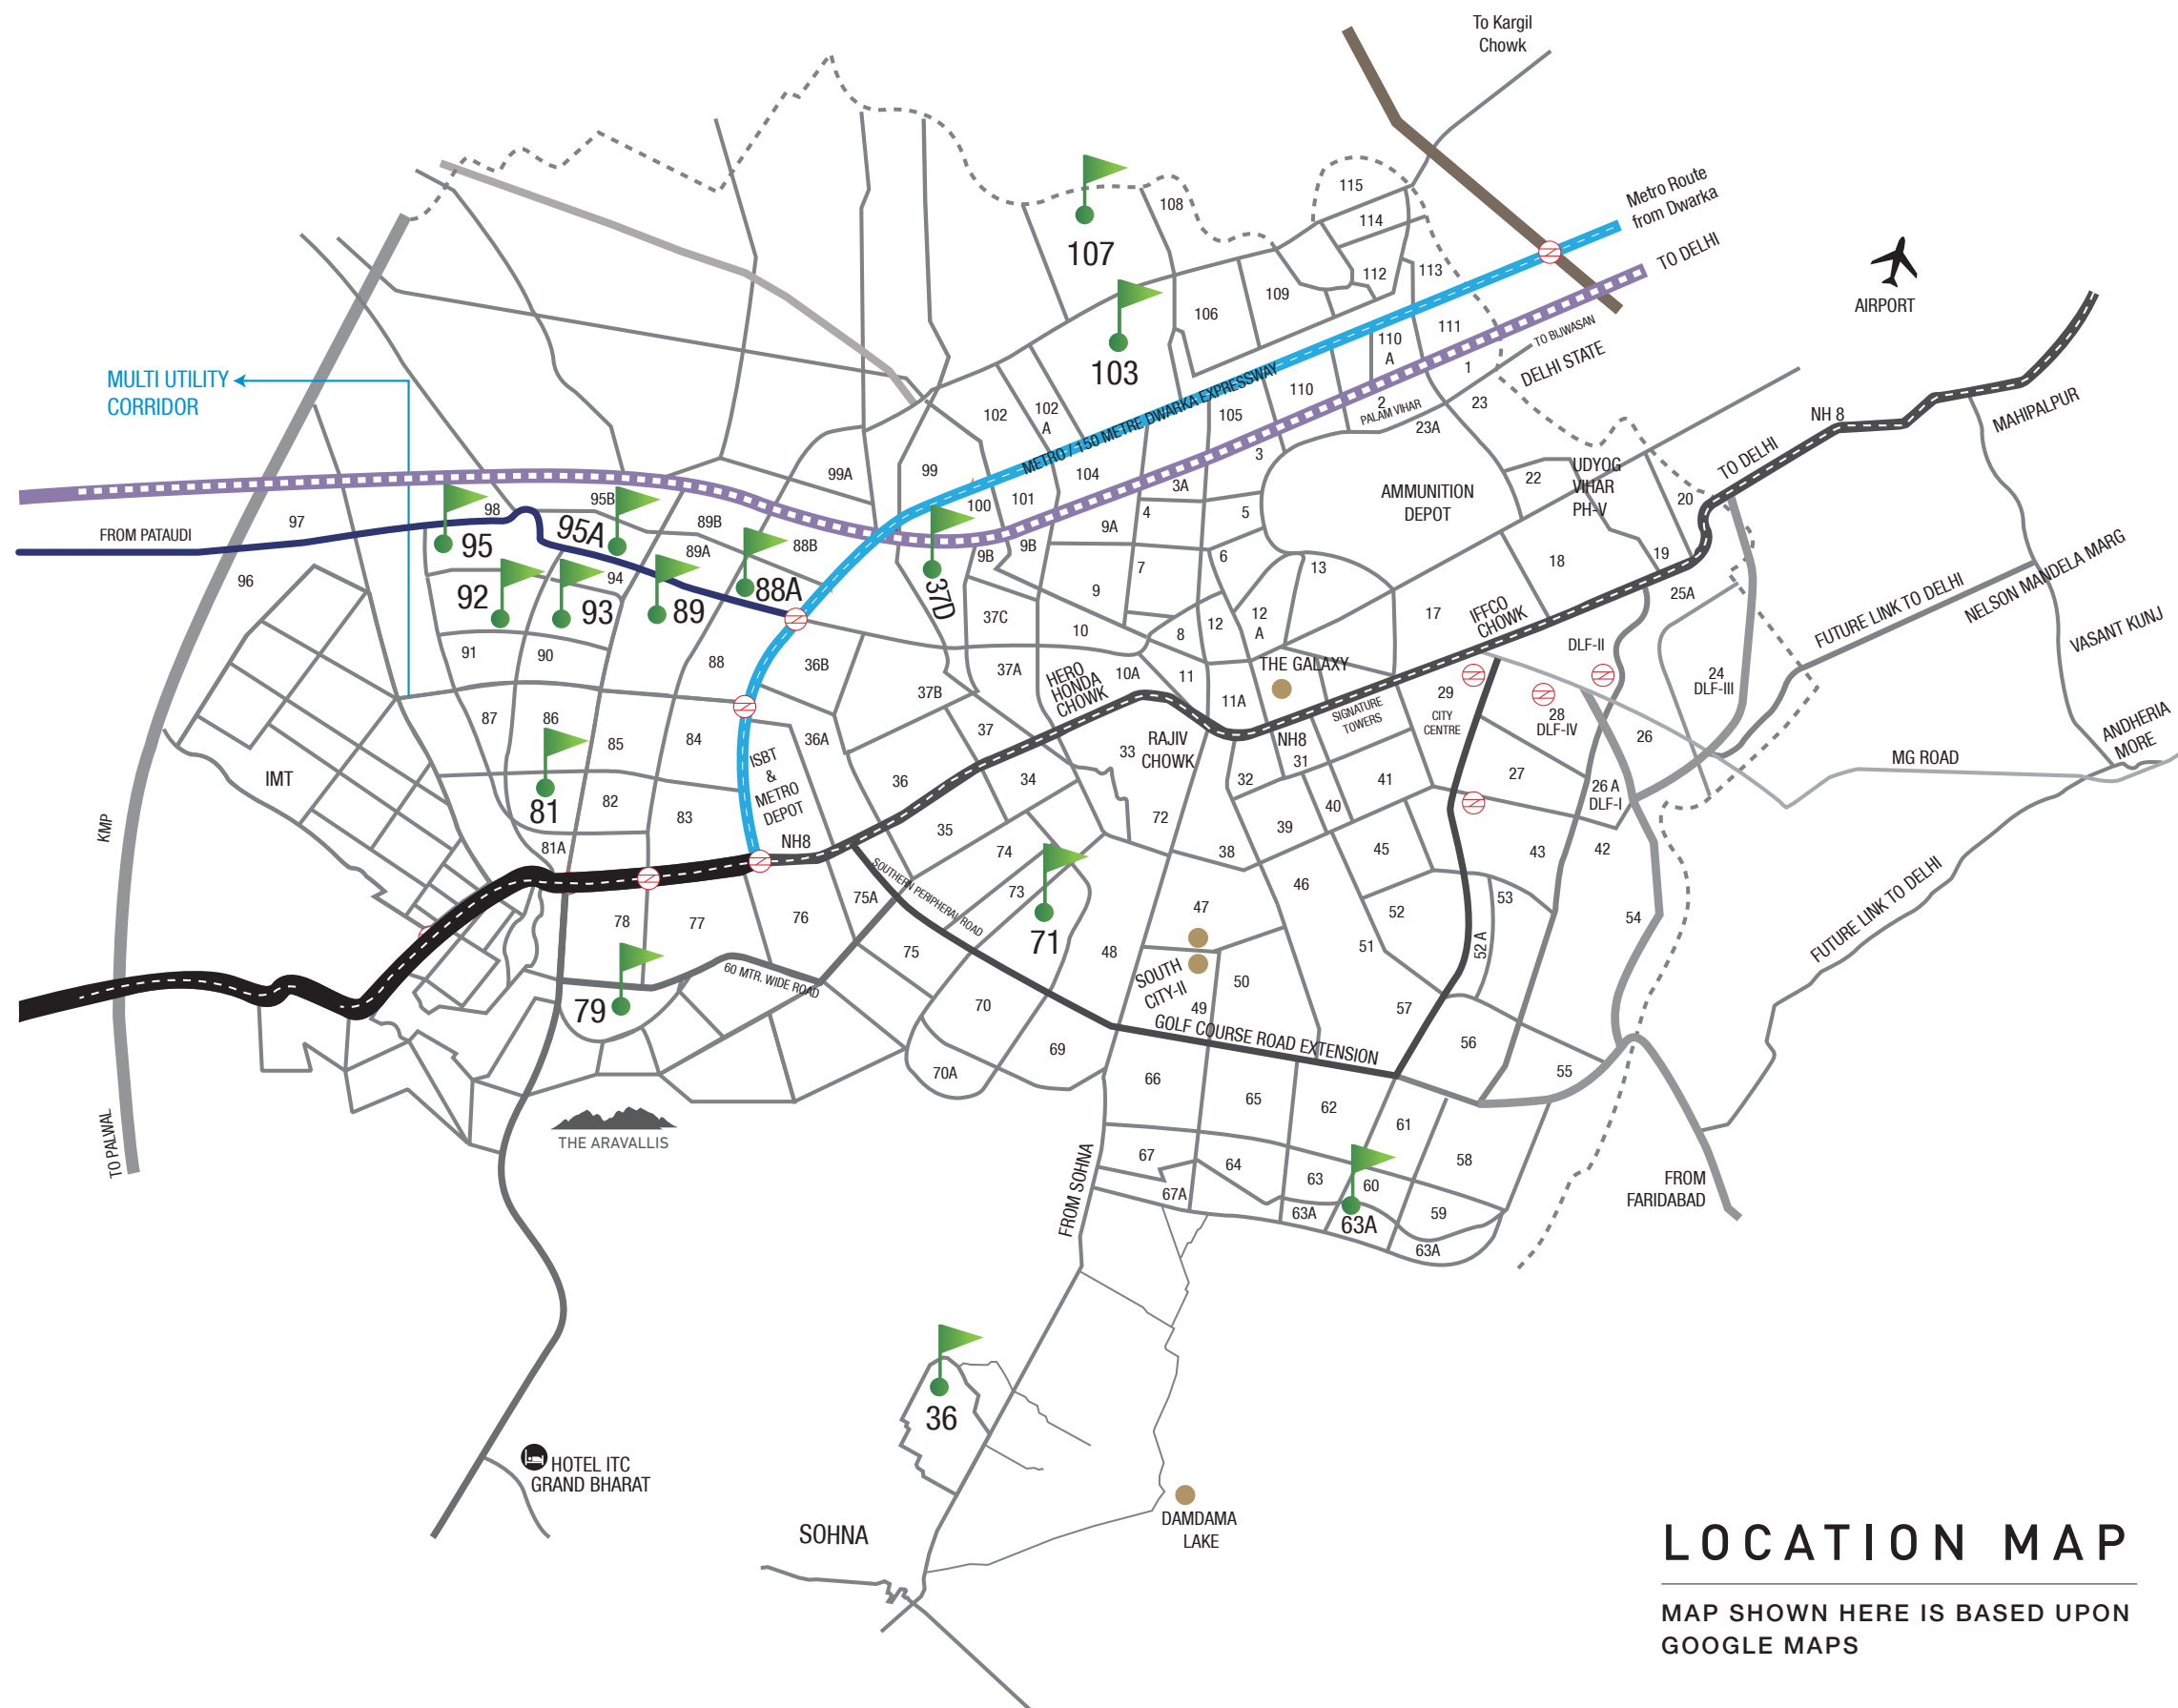 To Kargil
Chowk
Metro Route
from Dwarka
TO DELHI
AIRPORT
115
114
108
107
112
113
109
106
103
111
110
A
TO BIJWASAN
DELHI STATE
1
MULTI UTILITY
CORRIDOR
METRO / 150 METRE DWARKA EXPRESSWAY
110
2
PALAM VIHAR
23
23A
102
102
A
105
NH 8
MAHIPALPUR
TO DELHI
99A
99
104
3
3A
100
101
22
UDYOG
VIHAR
PH-V
20
AMMUNITION
DEPOT
97
98
95B
95A
89B
95
FROM PATAUDI
4
5
9A
9B
9B
88B
89A
6
7
13
18
19
96
92
93
94
89
88A
37D
9
37C
10
8
12
12
A
17
IFFCO
CHOWK
25A
FUTURE LINK TO DELHI
NELSON MANDELA MARG
VASANT KUNJ
91
90
88
36B
37A
37B
HERO
HONDA
CHOWK
10A
11
11A
THE GALAXY
DLF-II
24
DLF-III
29
CITY
CENTRE
SIGNATURE
TOWERS
28
DLF-IV
26
ANDHERIA
MORE
MG ROAD
87
86
85
84
36A
37
33
RAJIV
CHOWK
NH8
31
IMT
ISBT
&
METRO
DEPOT
36
34
32
41
27
26 A
DLF-I
81
82
83
KMP
35
72
40
39
NH8
81A
74
38
45
43
42
SOUTHERN PERIPHERAL ROAD
73
71
46
75A
76
77
78
47
52
53
54
FUTURE LINK TO DELHI
75
48
51
52 A
60 MTR. WIDE ROAD
SOUTH
CITY-II
50
79
70
49
57
GOLF COURSE ROAD EXTENSION
56
69
70A
66
65
62
55
61
THE ARAVALLIS
TO PALWAL
67
64
63
60
58
FROM SOHNA
67A
63A
63A
59
63A
FROM
FARIDABAD
36
HOTEL ITC
GRAND BHARAT
SOHNA
DAMDAMA
LAKE
LOCATION MAP
MAP SHOWN HERE IS BASED UPON
GOOGLE MAPS